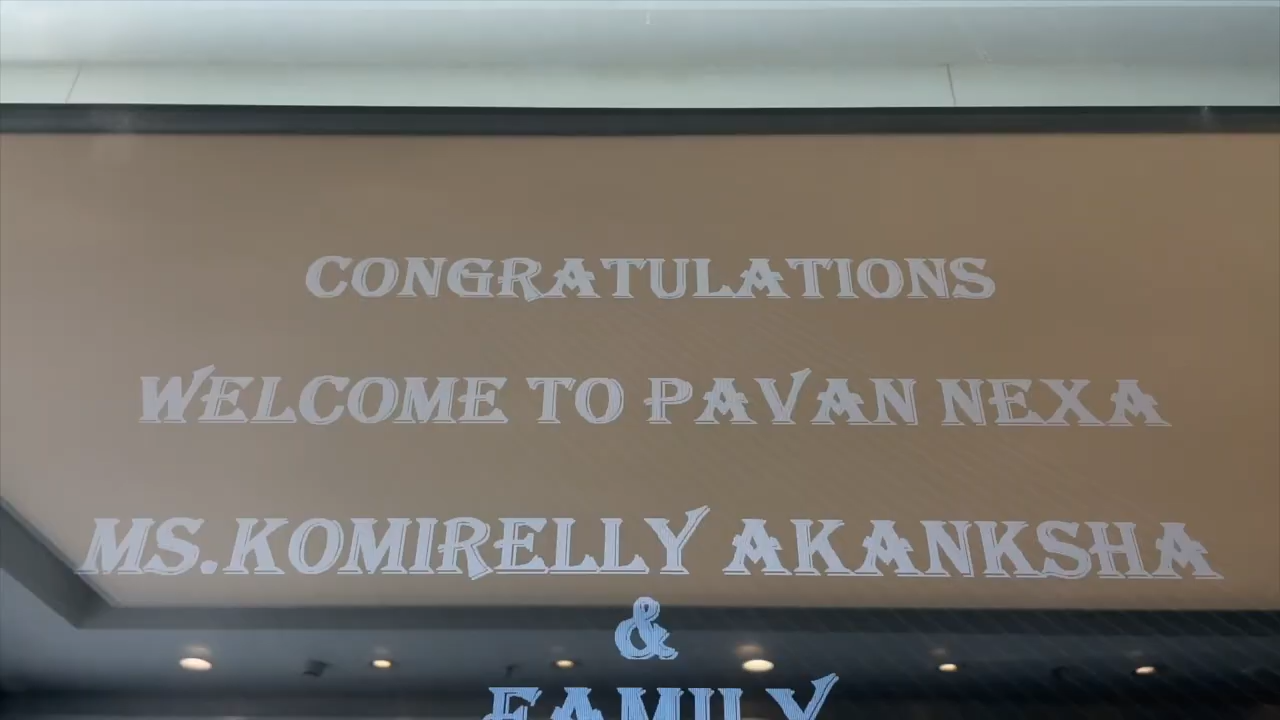 CONGRATULATIONS
WELCOME TO PAVAN NEXA
MS.KOMIRELLY AKANKSHA
&
FAMILY